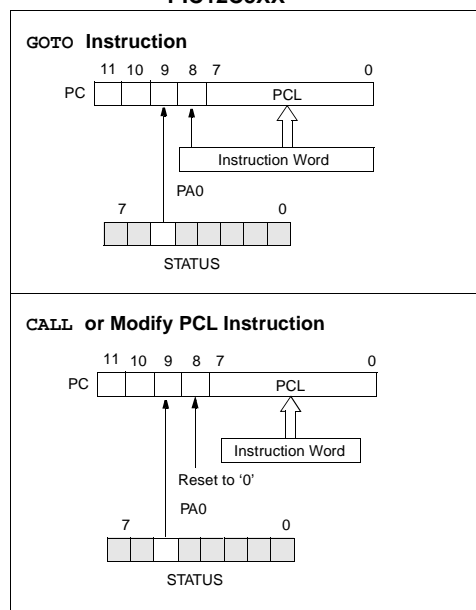 GOTO Instruction
11 10 9 8 7 0
PC PCL
Instruction Word
PA0
7 0
STATUS
CALL or Modify PCL Instruction
11 10 9 8 7 0
PC PCL
Instruction Word
Reset to ‘0’
PA0
7 0
STATUS